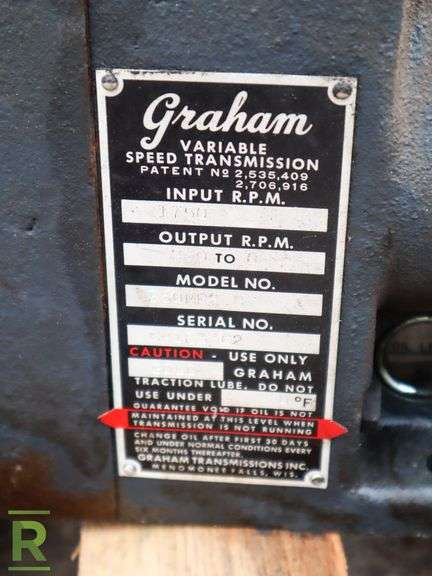 Graham
VARIABLE
SPEED TRANSMISSION
PATENT Nº 2,535,409
2,706,916
INPUT R.P.M.
1750
OUTPUT R.P.M.
TO
MODEL NO.
SERIAL NO.
CAUTION - USE ONLY
GRAHAM
TRACTION LUBE. DO NOT
USE UNDER °F
GUARANTEE VOID IF OIL IS NOT
MAINTAINED AT THIS LEVEL WHEN
TRANSMISSION IS NOT RUNNING
CHANGE OIL AFTER FIRST 30 DAYS
AND UNDER NORMAL CONDITIONS EVERY
SIX MONTHS THEREAFTER.
GRAHAM TRANSMISSIONS INC.
MENOMONEE FALLS, WIS.
OIL
R